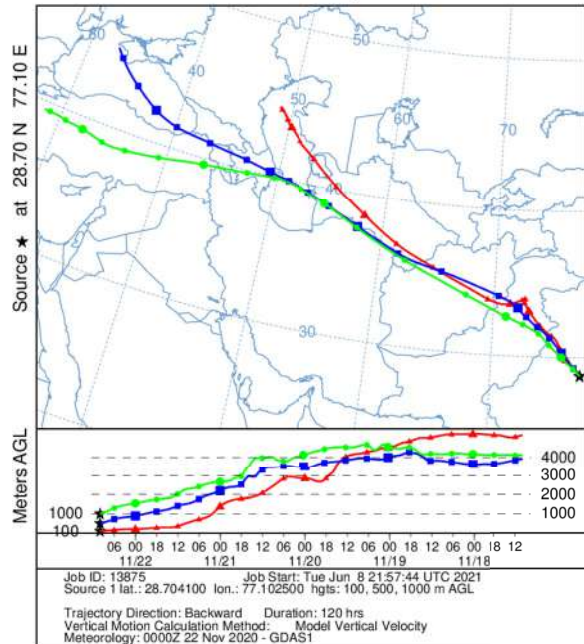 Source ★ at 28.70 N 77.10 E
30
40
50
50
60
70
40
30
Meters AGL
4000
3000
2000
1000
1000
100
06 00 18 12 06 00 18 12 06 00 18 12 06 00 18 12 06 00 18 12
11/22 11/21 11/20 11/19 11/18
Job ID: 13875 Job Start: Tue Jun 8 21:57:44 UTC 2021
Source 1 lat.: 28.704100 lon.: 77.102500 hgts: 100, 500, 1000 m AGL
Trajectory Direction: Backward Duration: 120 hrs
Vertical Motion Calculation Method: Model Vertical Velocity
Meteorology: 0000Z 22 Nov 2020 - GDAS1